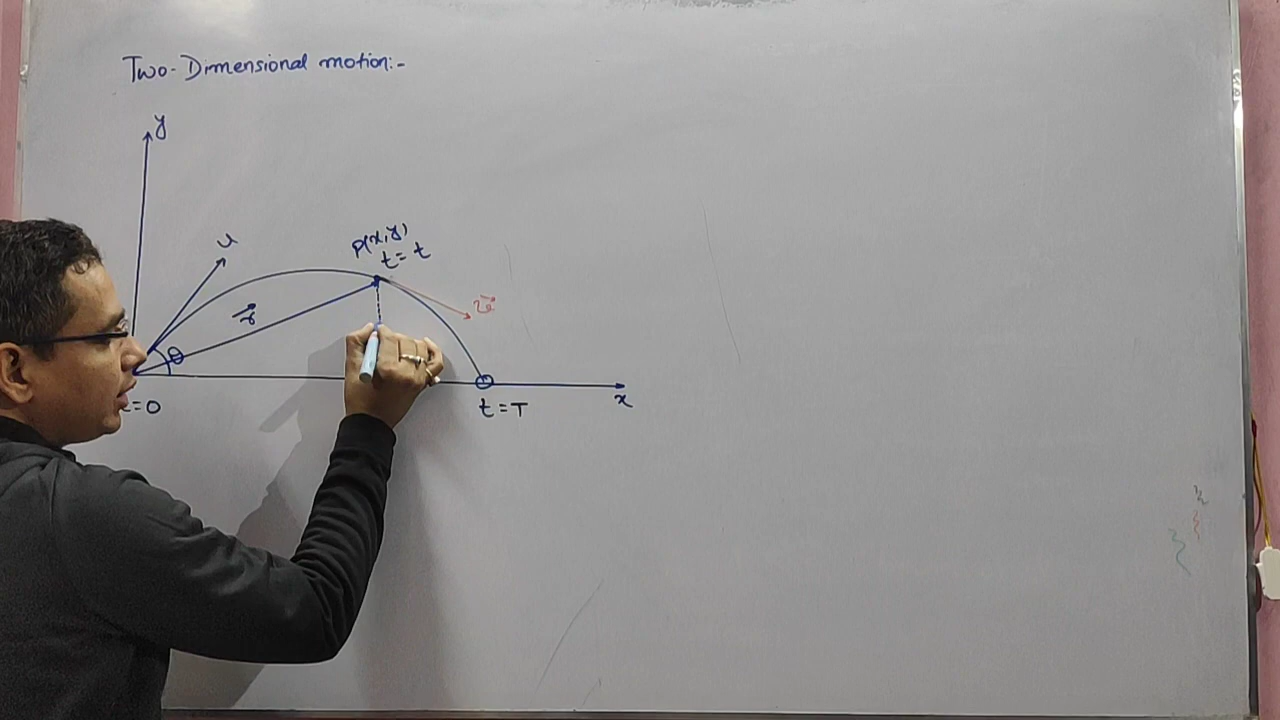 Two-Dimensional motion:-
y
u
P(x,y)
t=t
r
v
θ
t=0
t=T
x